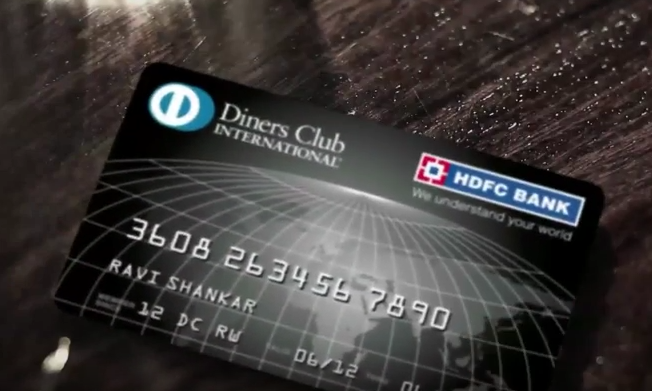 Diners Club
INTERNATIONAL
HDFC BANK
We understand your world
3608 263456 7890
RAVI SHANKAR
12 DC RW
06/12